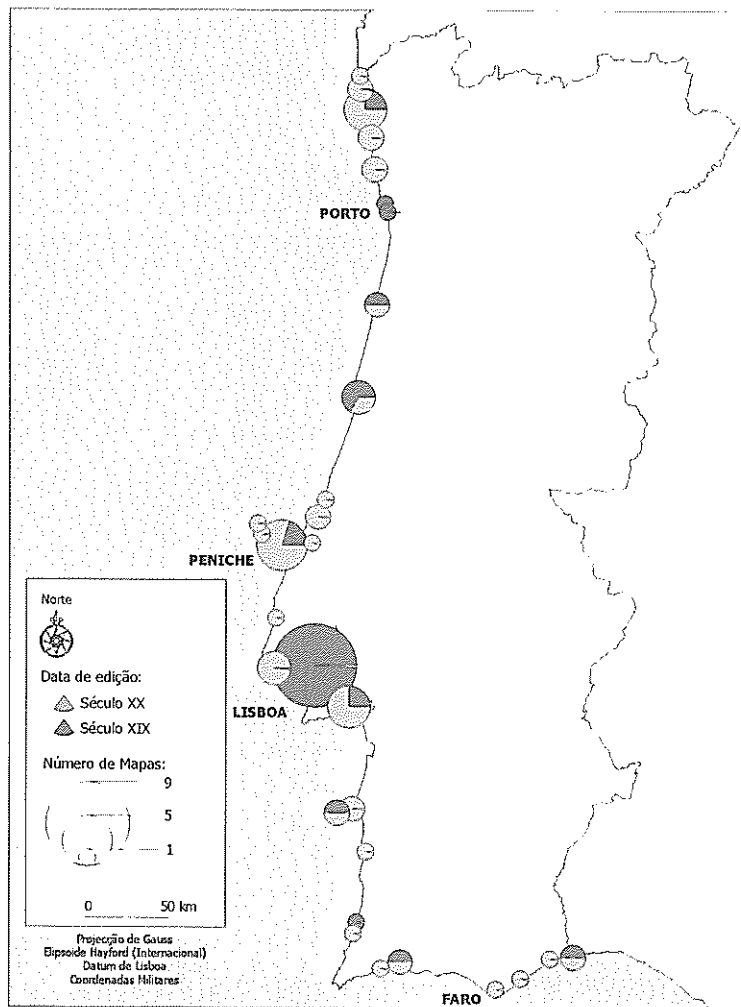 PORTO
PENICHE
LISBOA
FARO
Norte
Data de edição:
Século XX
Século XIX
Número de Mapas:
9
5
1
0 50 km
Projecção de Gauss
Elipsoide Hayford (Internacional)
Datum de Lisboa
Coordenadas Militares